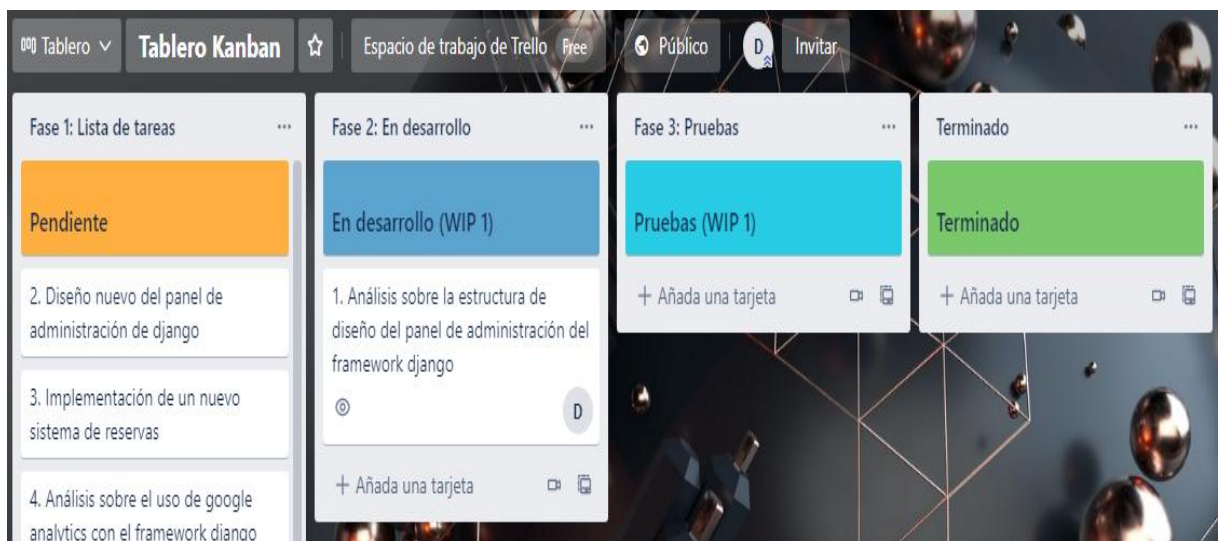 Tablero
Tablero Kanban
Espacio de trabajo de Trello Free
Público
D
Invitar
Fase 1: Lista de tareas
Pendiente
2. Diseño nuevo del panel de
administración de django
3. Implementación de un nuevo
sistema de reservas
4. Análisis sobre el uso de google
analytics con el framework django
Fase 2: En desarrollo
En desarrollo (WIP 1)
1. Análisis sobre la estructura de
diseño del panel de administración del
framework django
D
+ Añada una tarjeta
Fase 3: Pruebas
Pruebas (WIP 1)
+ Añada una tarjeta
Terminado
Terminado
+ Añada una tarjeta